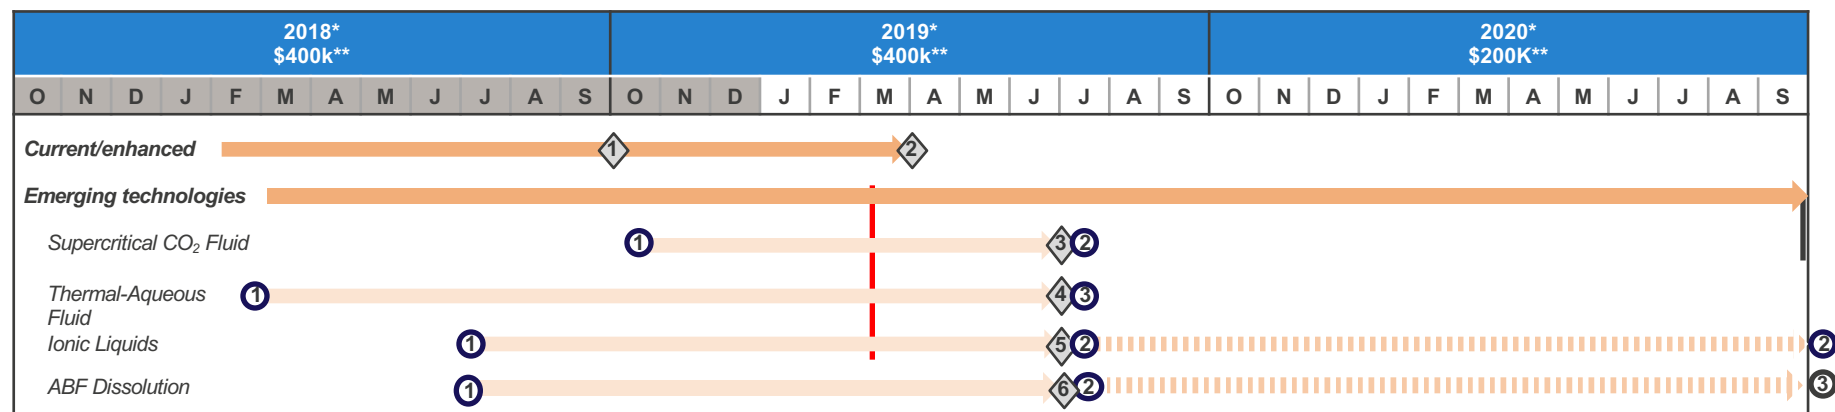 2018* 2019* 2020*
$400k** $400k** $200K**
O N D J F M A M J J A S O N D J F M A M J J A S O N D J F M A M J J A S
Current/enhanced 1 2
Emerging technologies
Supercritical CO₂ Fluid 1 3 2
Thermal-Aqueous 1 4 3
Fluid
Ionic Liquids 1 5 2 2
ABF Dissolution 1 6 2 3